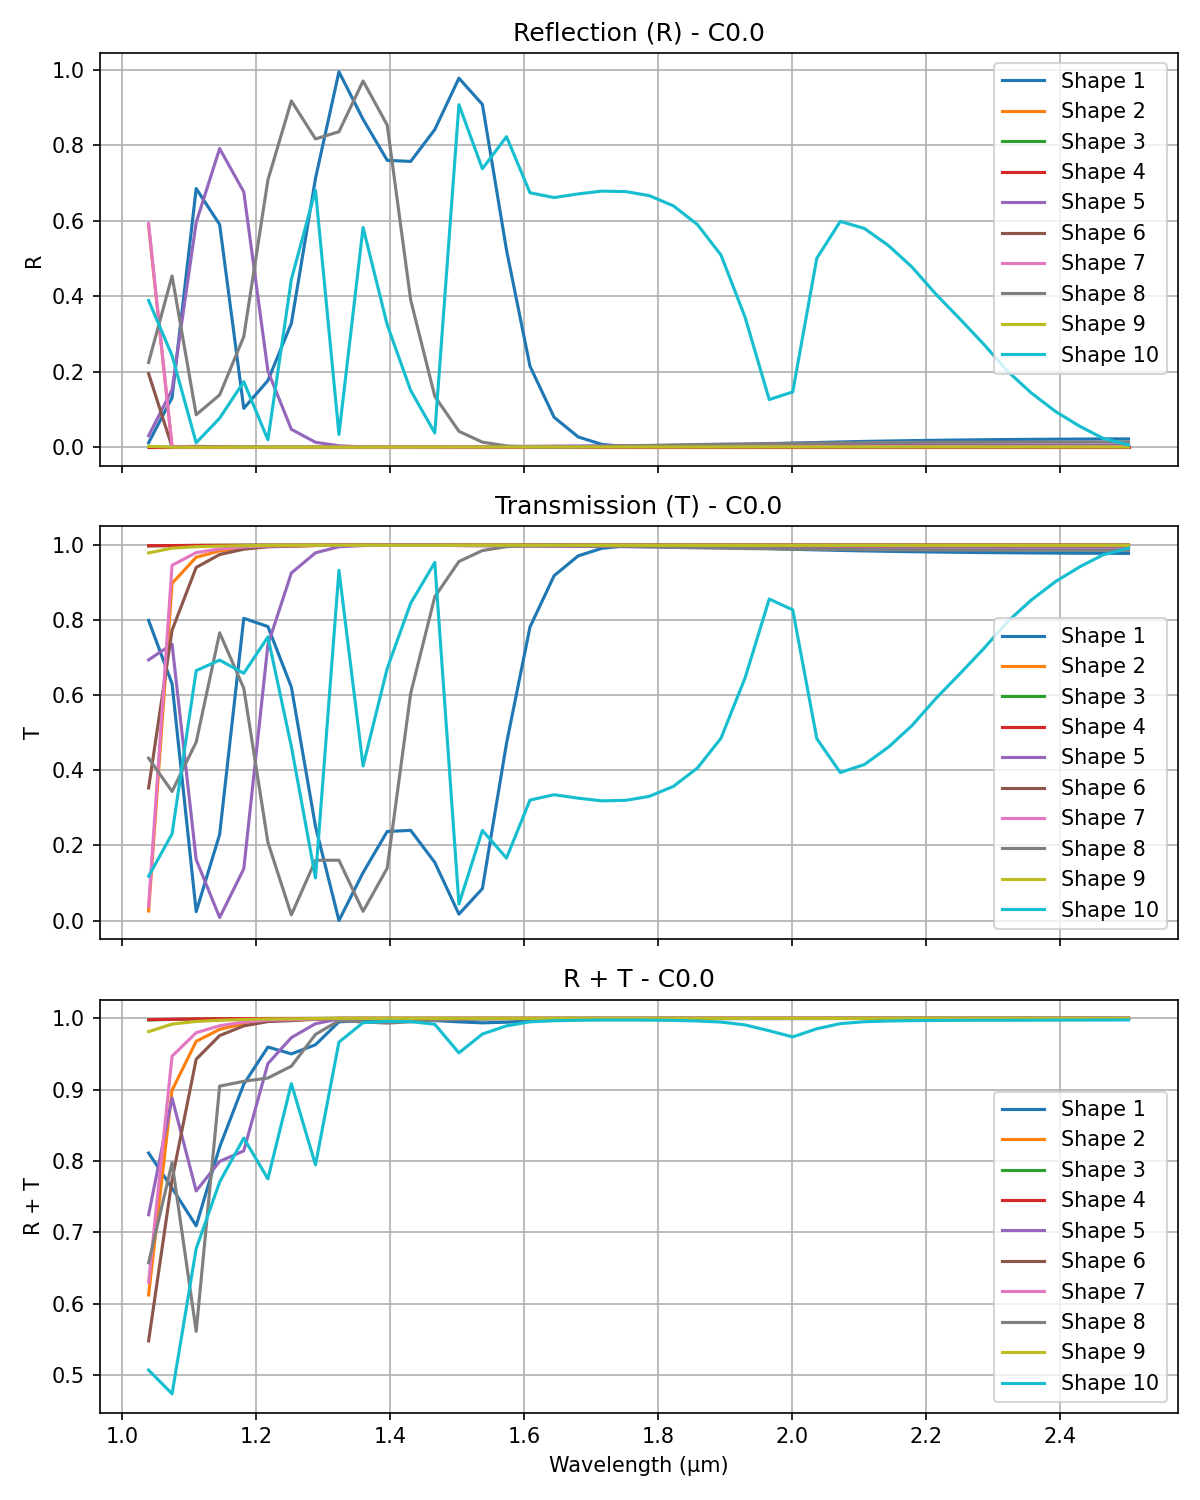 Reflection (R) - C0.0
1.0
0.8
0.6
0.4
0.2
0.0
R
Shape 1
Shape 2
Shape 3
Shape 4
Shape 5
Shape 6
Shape 7
Shape 8
Shape 9
Shape 10
Transmission (T) - C0.0
1.0
0.8
0.6
0.4
0.2
0.0
T
Shape 1
Shape 2
Shape 3
Shape 4
Shape 5
Shape 6
Shape 7
Shape 8
Shape 9
Shape 10
R + T - C0.0
1.0
0.9
0.8
0.7
0.6
0.5
R + T
Shape 1
Shape 2
Shape 3
Shape 4
Shape 5
Shape 6
Shape 7
Shape 8
Shape 9
Shape 10
1.0 1.2 1.4 1.6 1.8 2.0 2.2 2.4
Wavelength (μm)